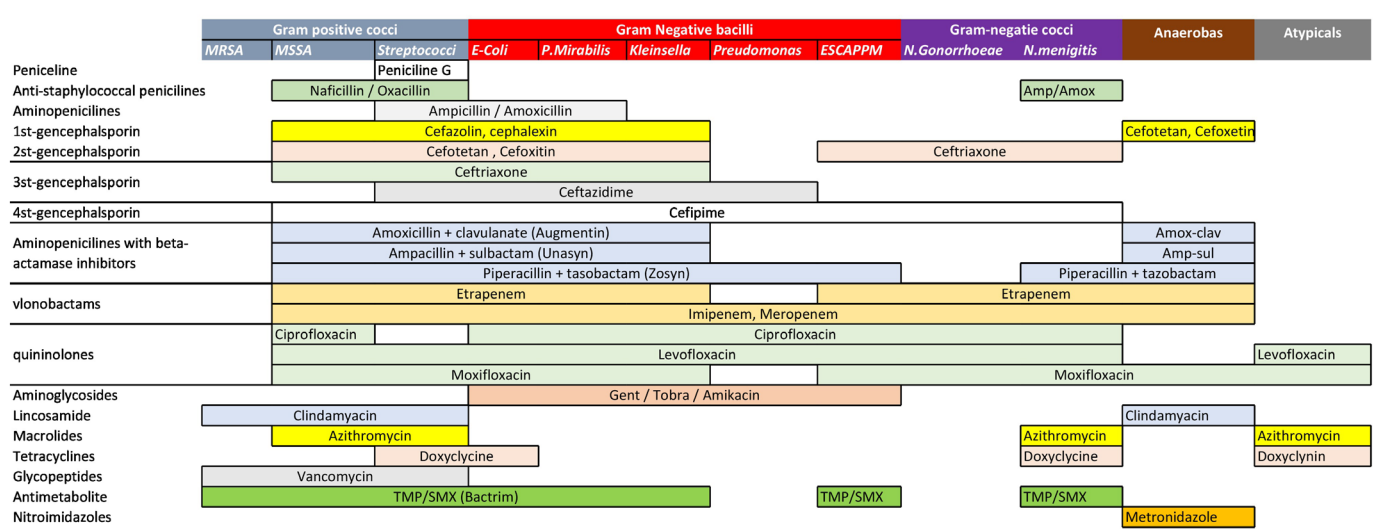 Gram positive cocci Gram Negative bacilli Gram-negatie cocci Anaerobas Atypicals
MRSA MSSA Streptococci E-Coli P.Mirabilis Kleinsella Preudomonas ESCAPPM N.Gonorrhoeae N.menigitis
Peniceline Peniciline G
Anti-staphylococcal penicilines Naficillin / Oxacillin Amp/Amox
Aminopenicilines Ampicillin / Amoxicillin
1st-gencephalsporin Cefazolin, cephalexin Cefotetan, Cefoxetin
2st-gencephalsporin Cefotetan , Cefoxitin Ceftriaxone
3st-gencephalsporin Ceftriaxone
Ceftazidime
4st-gencephalsporin Cefipime
Aminopenicilines with beta-
actamase inhibitors
Amoxicillin + clavulanate (Augmentin) Amox-clav
Ampacillin + sulbactam (Unasyn) Amp-sul
Piperacillin + tasobactam (Zosyn) Piperacillin + tazobactam
vlonobactams Etrapenem Etrapenem
Imipenem, Meropenem
quininolones Ciprofloxacin Ciprofloxacin
Levofloxacin Levofloxacin
Moxifloxacin Moxifloxacin
Aminoglycosides Gent / Tobra / Amikacin
Lincosamide Clindamyacin Clindamyacin
Macrolides Azithromycin Azithromycin Azithromycin
Tetracyclines Doxyclycine Doxyclycine Doxyclynin
Glycopeptides Vancomycin
Antimetabolite TMP/SMX (Bactrim) TMP/SMX TMP/SMX
Nitroimidazoles Metronidazole